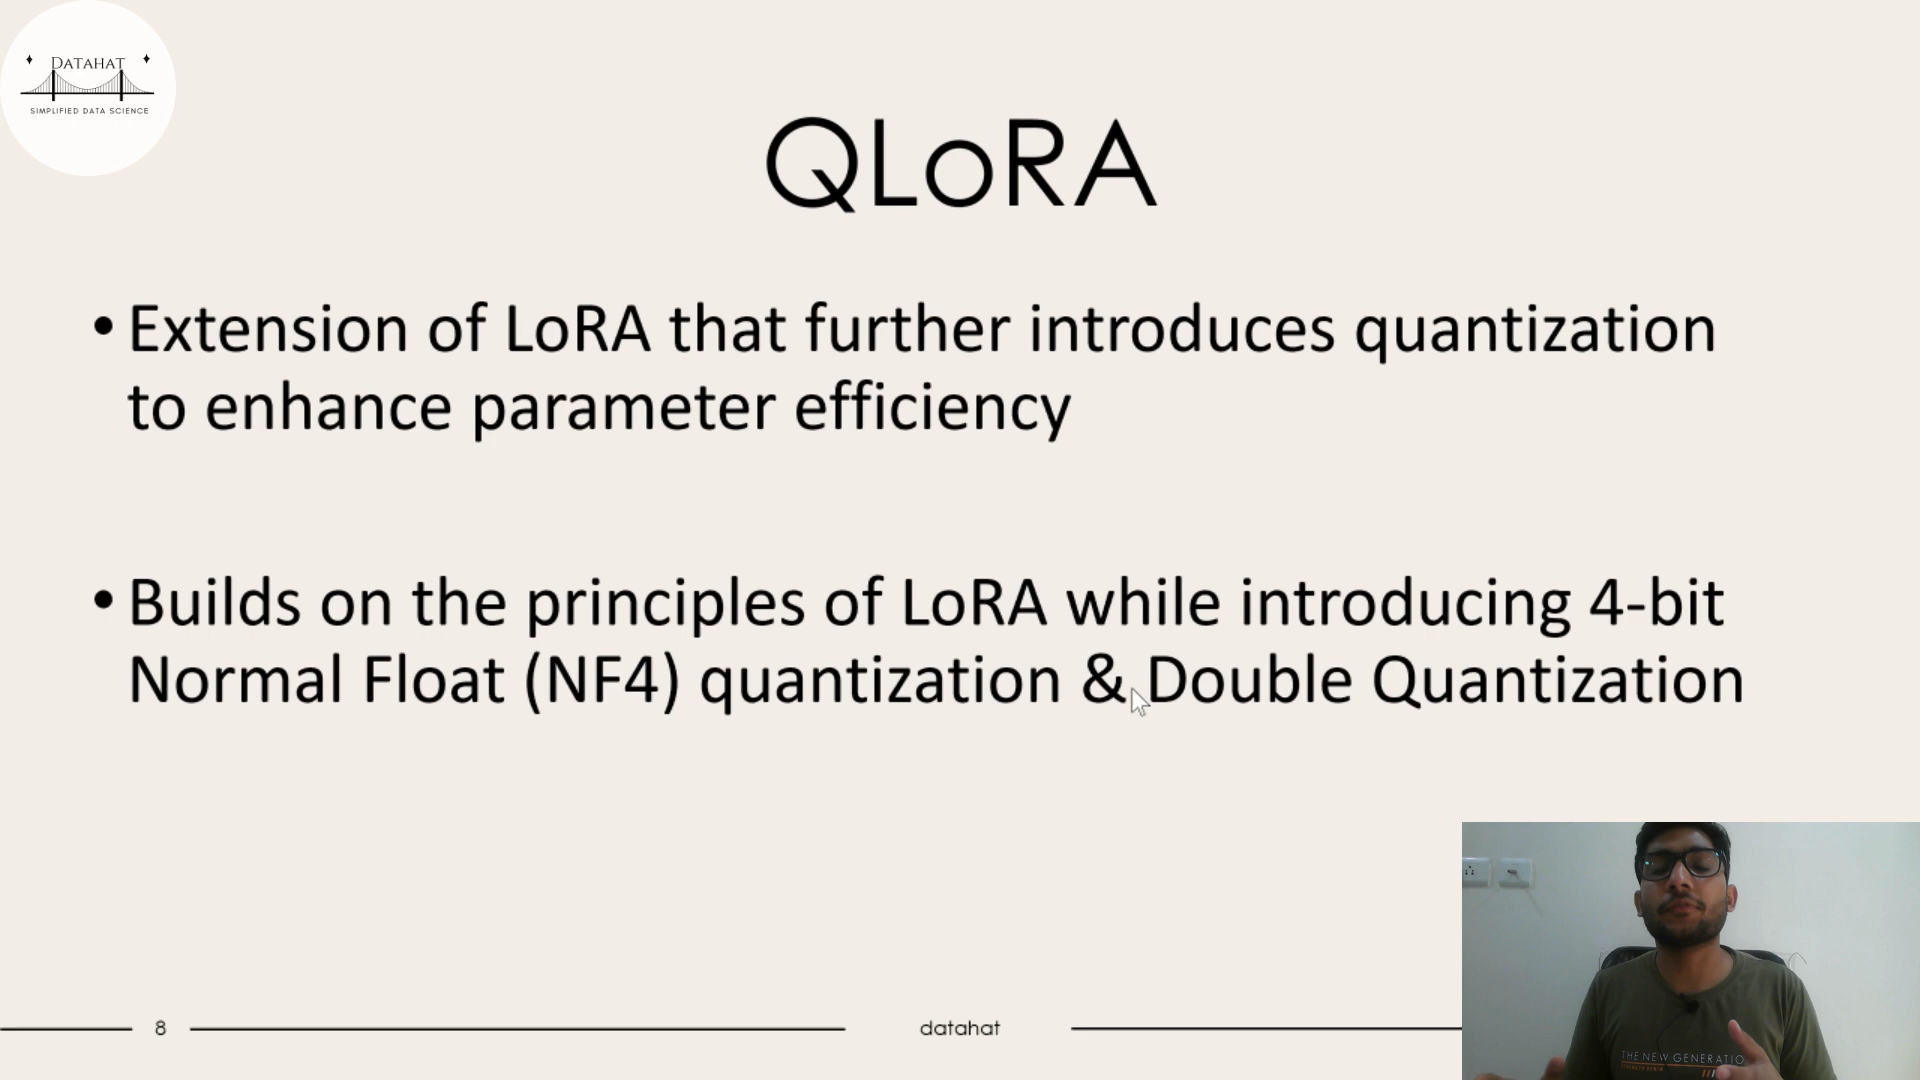 DATAHAT
SIMPLIFIED DATA SCIENCE
QLoRA
• Extension of LoRA that further introduces quantization
to enhance parameter efficiency
• Builds on the principles of LoRA while introducing 4-bit
Normal Float (NF4) quantization & Double Quantization
8
datahat
THE NEW GENERATIO